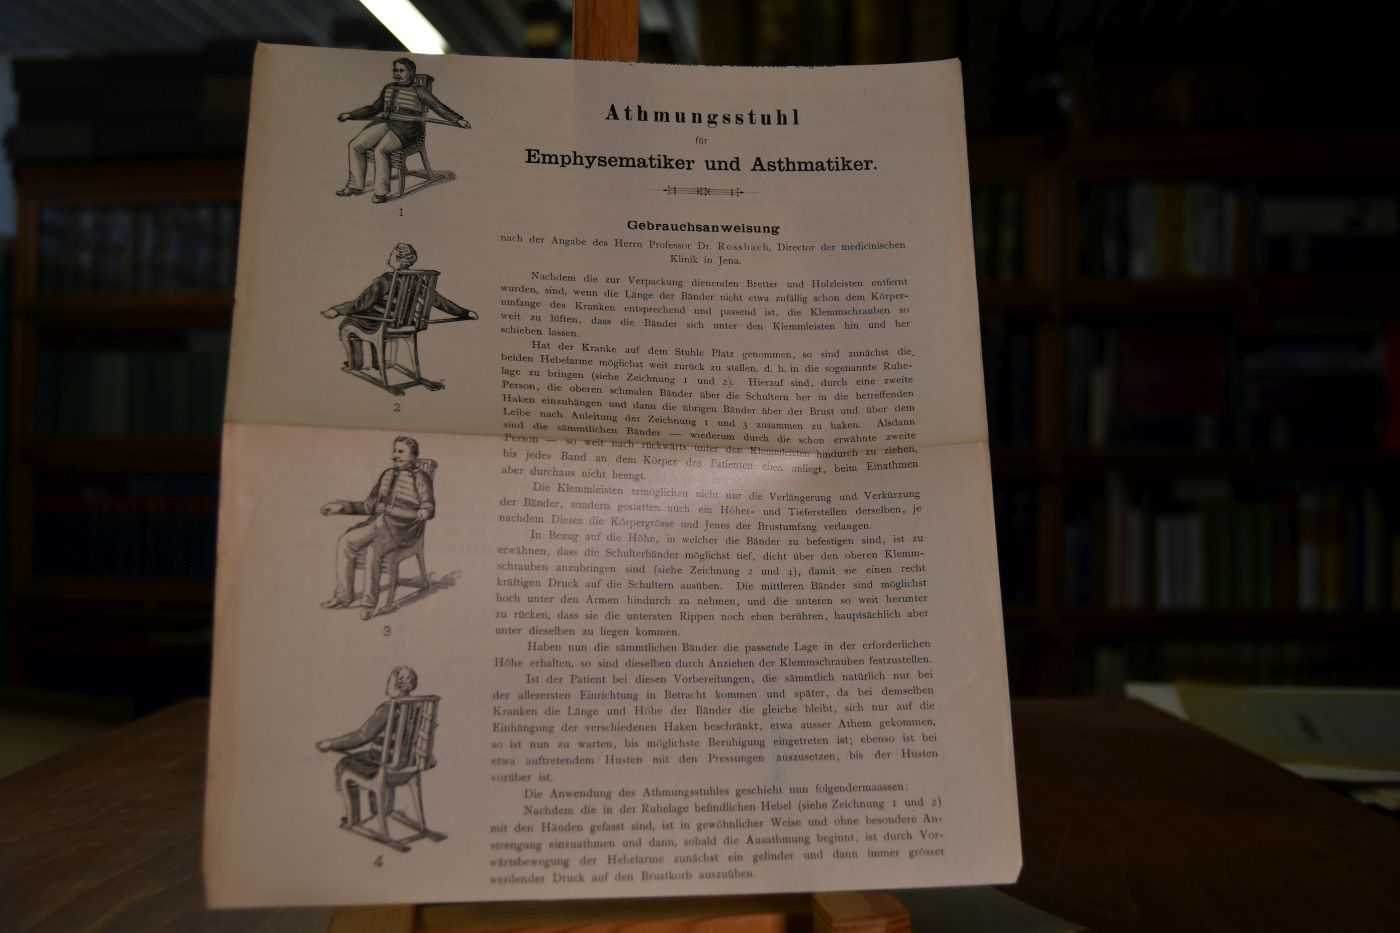 Athmungsstuhl
für
Emphysematiker und Asthmatiker.
Gebrauchsanweisung
nach der Angabe des Herrn Professor Dr. Rossbach, Director der medicinischen
Klinik in Jena.
Nachdem die zur Verpackung dienenden Bretter und Holzleisten entfernt
wurden, sind, wenn die Länge der Bänder nicht etwa zufällig schon dem Körper-
umfange des Kranken entsprechend und passend ist, die Klemmschrauben so
weit zu lüften, dass die Bänder sich unter den Klemmleisten hin und her
schieben lassen.
Hat der Kranke auf dem Stuhle Platz genommen, so sind zunächst die
beiden Hebelarme möglichst weit zurück zu stellen, d. h. in die sogenannte Ruhe-
lage zu bringen (siehe Zeichnung 1 und 2). Hierauf sind, durch eine zweite
Person, die oberen schmalen Bänder über die Schultern her in die betreffenden
Haken einzuhängen und dann die übrigen Bänder über der Brust und über dem
Leibe nach Anleitung der Zeichnung 1 und 3 zusammen zu haken. Alsdann
sind die sämmtlichen Bänder — wiederum durch die schon erwähnte zweite
Person — so weit nach rückwärts unter den Klemmleisten hindurch zu ziehen,
bis jedes Band an dem Körper des Patienten eben anliegt, beim Einathmen
aber durchaus nicht beengt.
Die Klemmleisten ermöglichen nicht nur die Verlängerung und Verkürzung
der Bänder, sondern gestatten auch ein Höher- und Tieferstellen derselben, je
nachdem Dieses die Körpergrösse und Jenes der Brustumfang verlangen.
In Bezug auf die Höhe, in welcher die Bänder zu befestigen sind, ist zu
erwähnen, dass die Schulterbänder möglichst tief, dicht über den oberen Klemm-
schrauben anzubringen sind (siehe Zeichnung 2 und 4), damit sie einen recht
kräftigen Druck auf die Schultern ausüben. Die mittleren Bänder sind möglichst
hoch unter den Armen hindurch zu nehmen, und die unteren so weit herunter
zu rücken, dass sie die untersten Rippen noch eben berühren, hauptsächlich aber
unter dieselben zu liegen kommen.
Haben nun die sämmtlichen Bänder die passende Lage in der erforderlichen
Höhe erhalten, so sind dieselben durch Anziehen der Klemmschrauben festzustellen.
Ist der Patient bei diesen Vorbereitungen, die sämmtlich natürlich nur bei
der allerersten Einrichtung in Betracht kommen und später, da bei demselben
Kranken die Länge und Höhe der Bänder die gleiche bleibt, sich nur auf die
Einhängung der verschiedenen Haken beschränkt, etwa ausser Athem gekommen,
so ist nun zu warten, bis möglichste Beruhigung eingetreten ist; ebenso ist bei
etwa auftretendem Husten mit den Pressungen auszusetzen, bis der Husten
vorüber ist.
Die Anwendung des Athmungsstuhles geschieht nun folgendermaassen:
Nachdem die in der Ruhelage befindlichen Hebel (siehe Zeichnung 1 und 2)
mit den Händen gefasst sind, ist in gewöhnlicher Weise und ohne besondere An-
strengung einzuathmen und dann, sobald die Ausathmung beginnt, ist durch Vor-
wärtsbewegung der Hebelarme zunächst ein gelinder und dann immer grösser
werdender Druck auf den Brustkorb auszuüben.
1
2
3
4